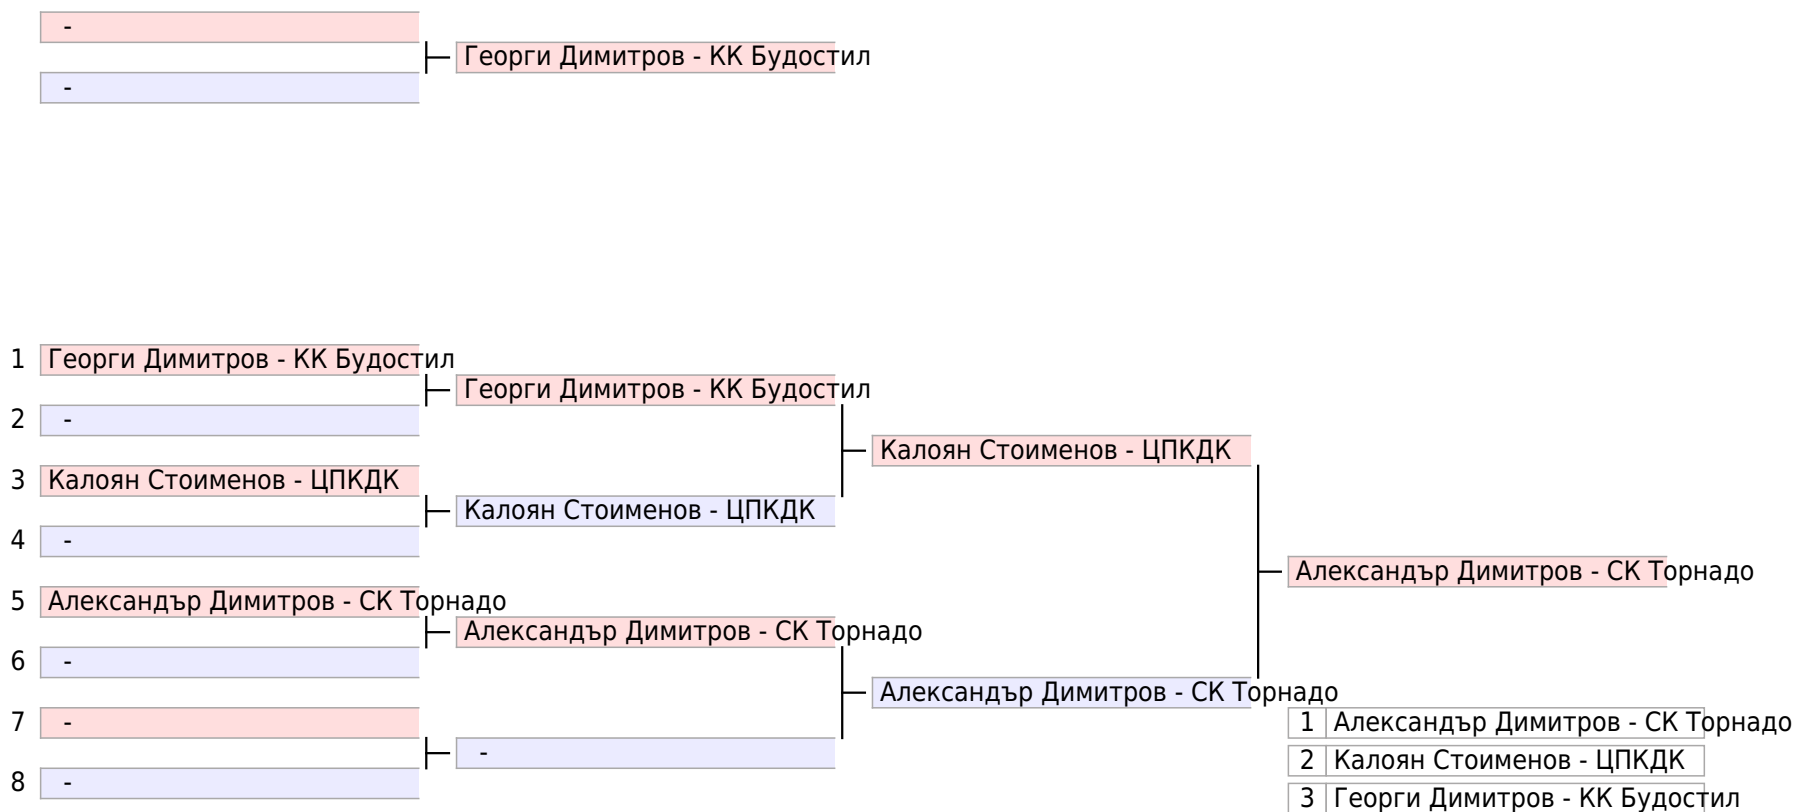 -
Георги Димитров - КК Будостил
-
1 Георги Димитров - КК Будостил
Георги Димитров - КК Будостил
2 -
Калоян Стоименов - ЦПКДК
3 Калоян Стоименов - ЦПКДК
Калоян Стоименов - ЦПКДК
4 -
Александър Димитров - СК Торнадо
5 Александър Димитров - СК Торнадо
Александър Димитров - СК Торнадо
6 -
Александър Димитров - СК Торнадо
7 -
1 Александър Димитров - СК Торнадо
-
2 Калоян Стоименов - ЦПКДК
8 -
3 Георги Димитров - КК Будостил